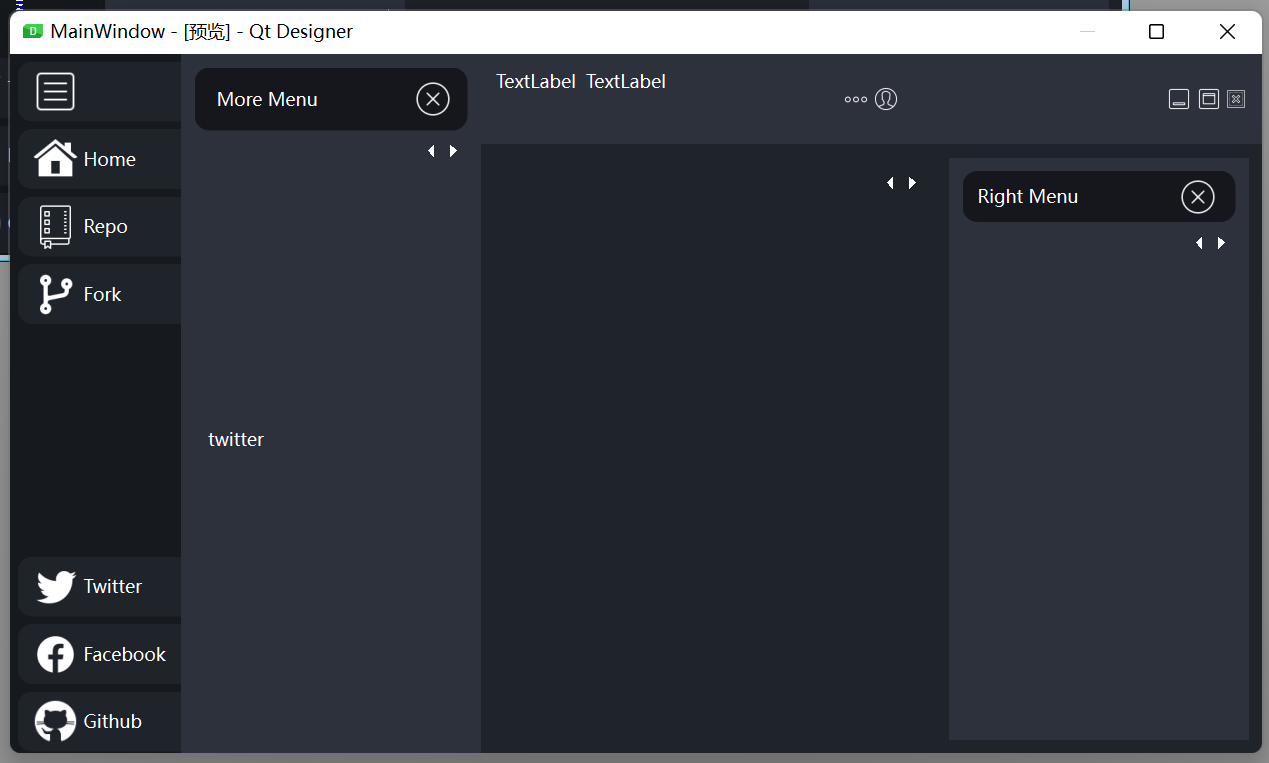 MainWindow - [预览] - Qt Designer
More Menu
TextLabel TextLabel
Home
Repo
Fork
Right Menu
twitter
Twitter
Facebook
Github